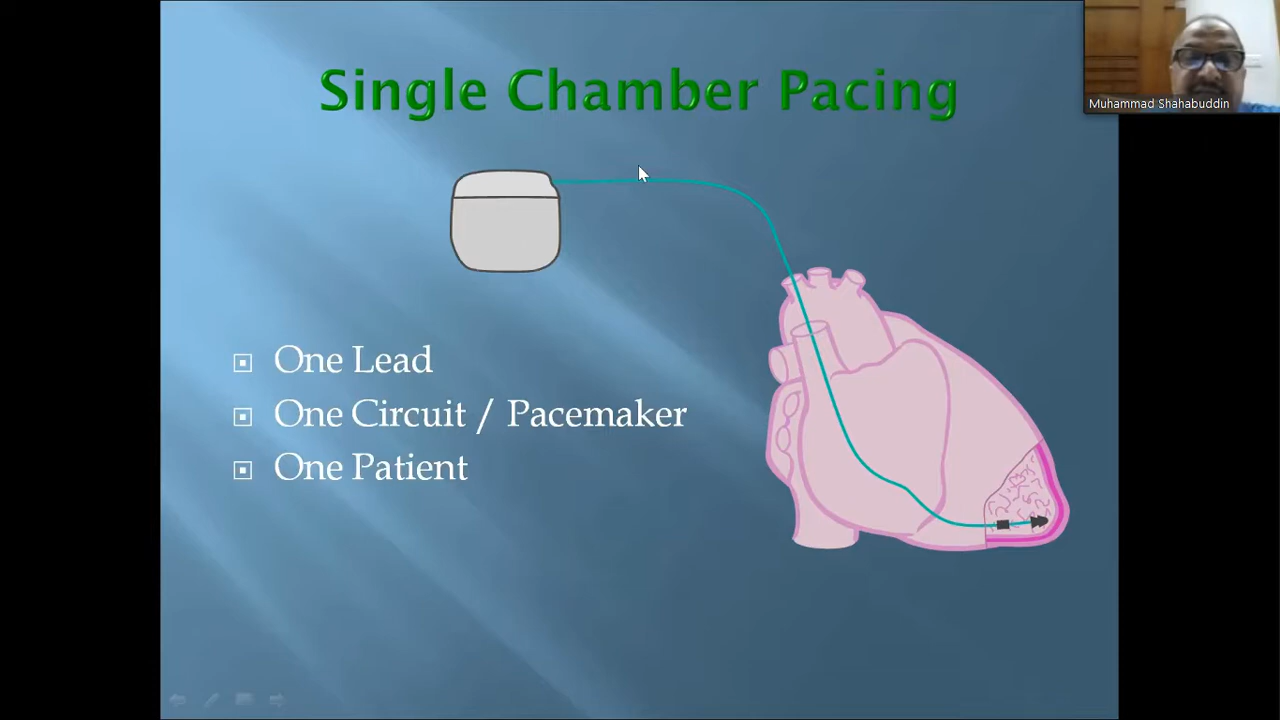 Single Chamber Pacing
Muhammad Shahabuddin
One Lead
One Circuit / Pacemaker
One Patient